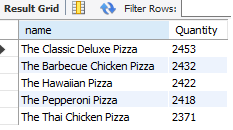 Result Grid Filter Rows:
name Quantity
The Classic Deluxe Pizza 2453
The Barbecue Chicken Pizza 2432
The Hawaiian Pizza 2422
The Pepperoni Pizza 2418
The Thai Chicken Pizza 2371